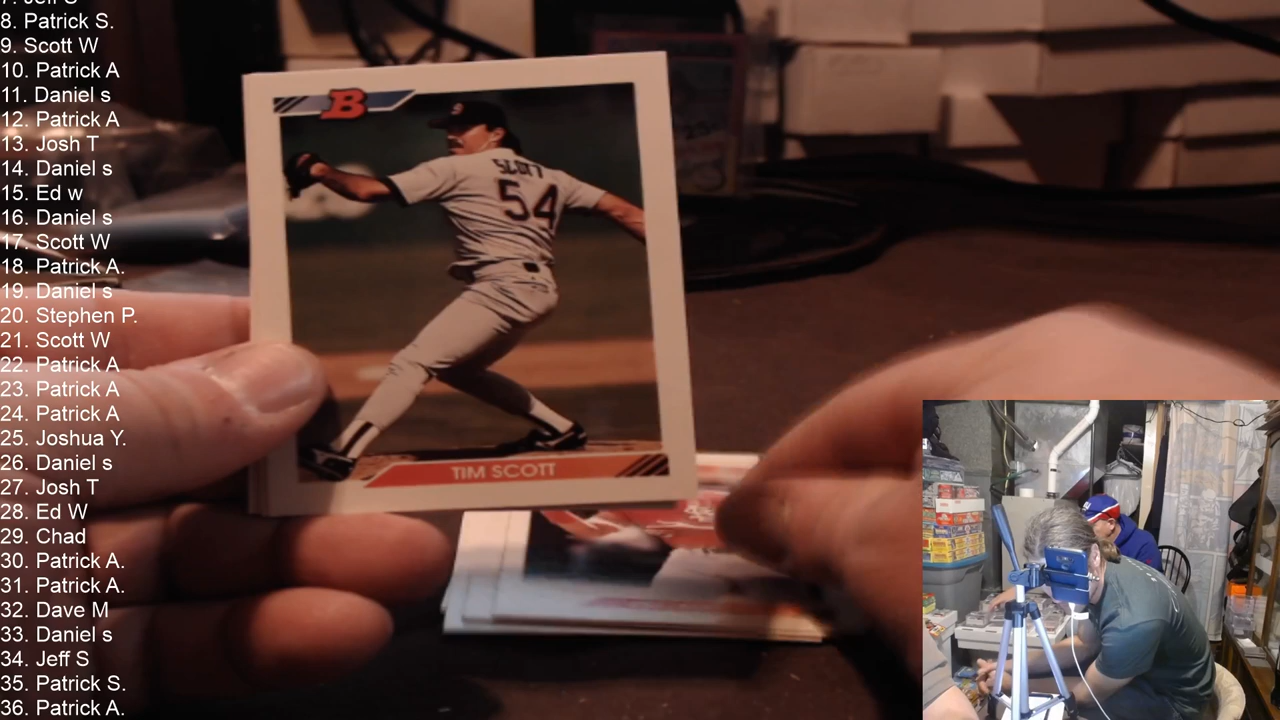 7. Jeff S
8. Patrick S.
9. Scott W
10. Patrick A
11. Daniel s
12. Patrick A
13. Josh T
14. Daniel s
15. Ed w
16. Daniel s
17. Scott W
18. Patrick A.
19. Daniel s
20. Stephen P.
21. Scott W
22. Patrick A
23. Patrick A
24. Patrick A
25. Joshua Y.
26. Daniel s
27. Josh T
28. Ed W
29. Chad
30. Patrick A.
31. Patrick A.
32. Dave M
33. Daniel s
34. Jeff S
35. Patrick S.
36. Patrick A.
B
SCOTT
54
TIM SCOTT